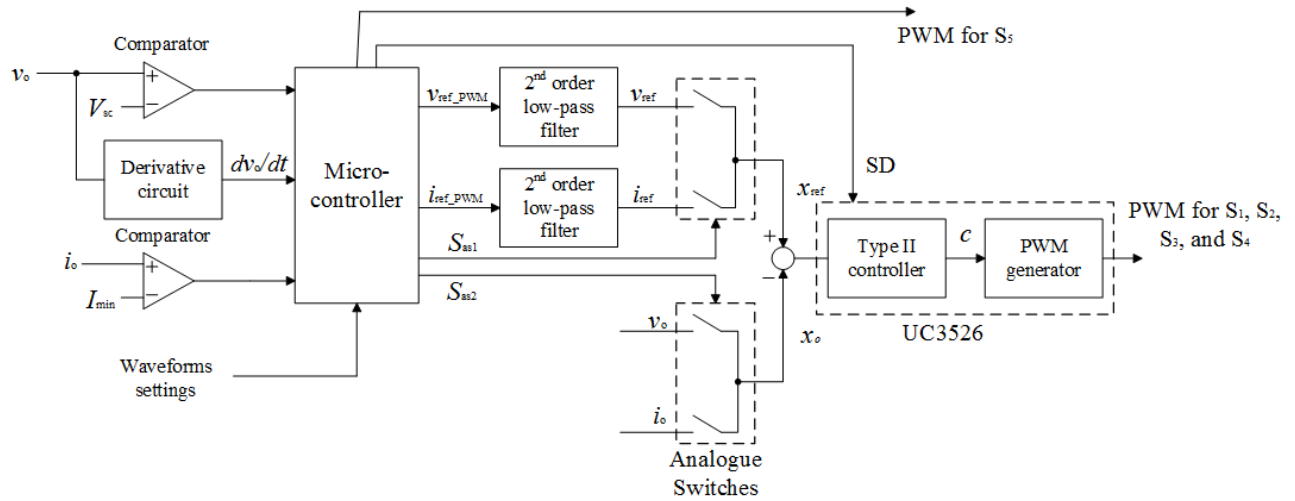 PWM for S5
Comparator
vo
+
−
Vsc
Derivative
circuit
dvo/dt
Comparator
io
+
−
Imin
Waveforms
settings
Micro-
controller
vref_PWM
2nd order
low-pass
filter
vref
iref_PWM
2nd order
low-pass
filter
iref
Sas1
Sas2
vo
io
Analogue
Switches
SD
xref
+
−
xo
Type II
controller
c
PWM
generator
UC3526
PWM for S1, S2,
S3, and S4